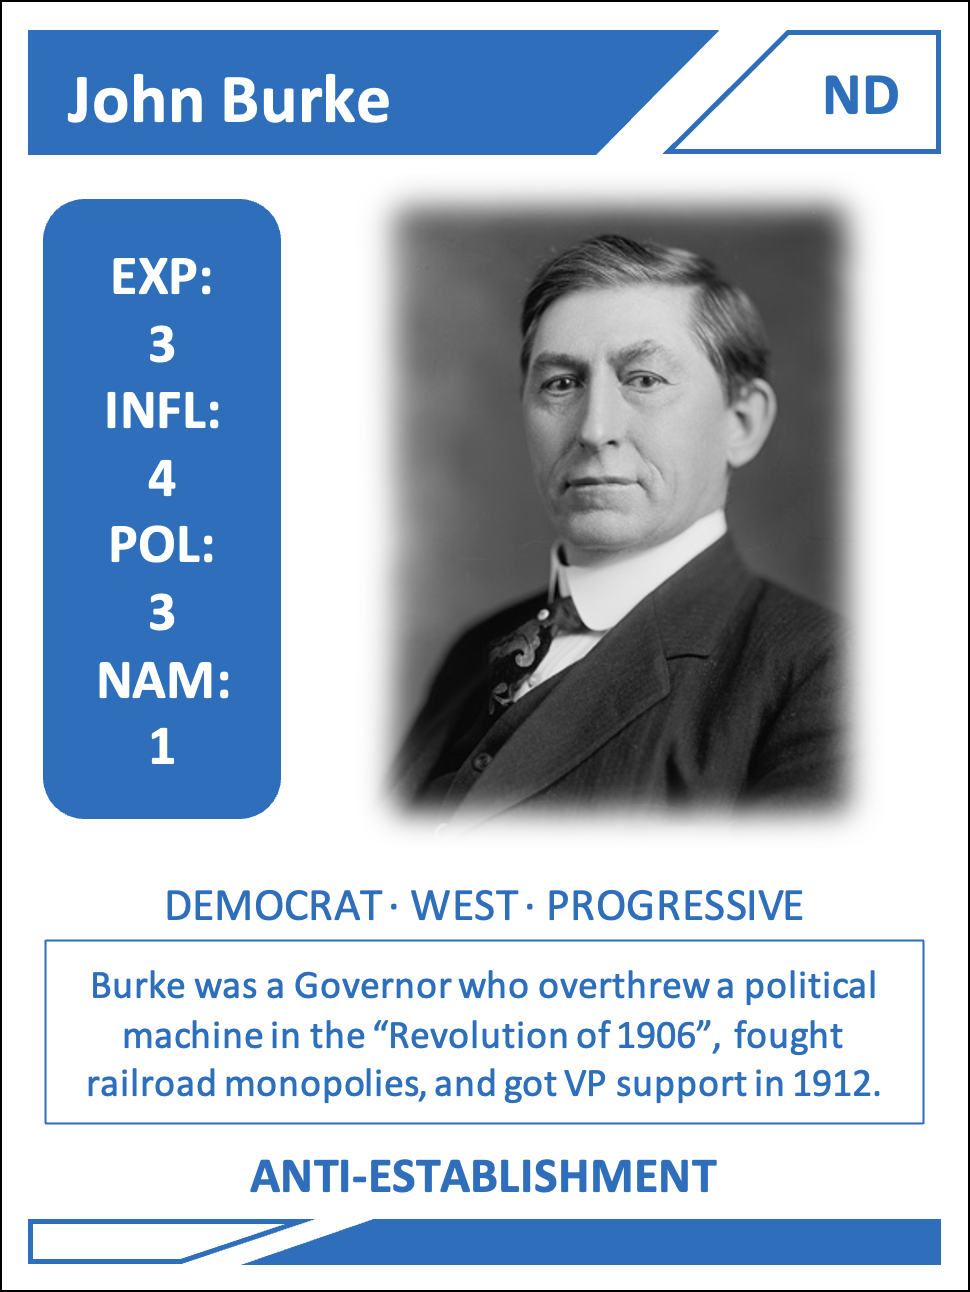 John Burke
ND
EXP:
3
INFL:
4
POL:
3
NAM:
1
DEMOCRAT · WEST · PROGRESSIVE
Burke was a Governor who overthrew a political
machine in the “Revolution of 1906”, fought
railroad monopolies, and got VP support in 1912.
ANTI-ESTABLISHMENT